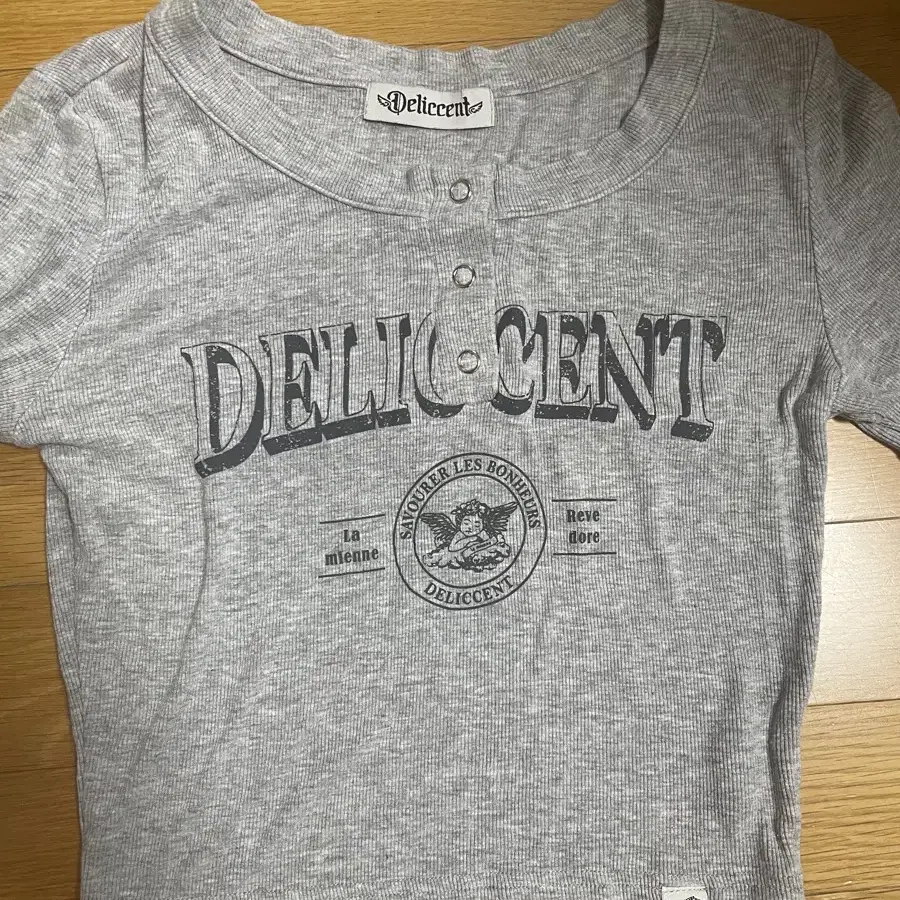 Deliccent
DELICCENT
SAVOURER LES BONHEURS
La
mienne
Reve
dore
DELICCENT